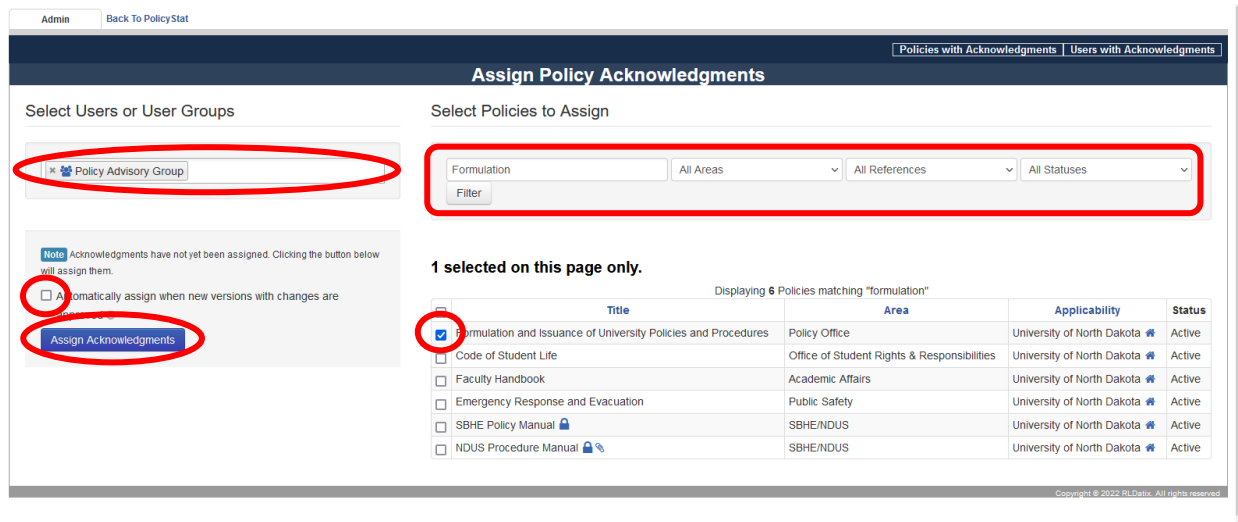 Admin
Back To PolicyStat
Policies with Acknowledgments
Users with Acknowledgments
Assign Policy Acknowledgments
Select Users or User Groups
× Policy Advisory Group
Note Acknowledgments have not yet been assigned. Clicking the button below
will assign them.
Automatically assign when new versions with changes are
approved
Assign Acknowledgments
Select Policies to Assign
Formulation
All Areas
All References
All Statuses
Filter
1 selected on this page only.
Displaying 6 Policies matching "formulation"
Title Area Applicability Status
Formulation and Issuance of University Policies and Procedures Policy Office University of North Dakota Active
Code of Student Life Office of Student Rights & Responsibilities University of North Dakota Active
Faculty Handbook Academic Affairs University of North Dakota Active
Emergency Response and Evacuation Public Safety University of North Dakota Active
SBHE Policy Manual SBHE/NDUS University of North Dakota Active
NDUS Procedure Manual SBHE/NDUS University of North Dakota Active
Copyright © 2022 RLDatix. All rights reserved